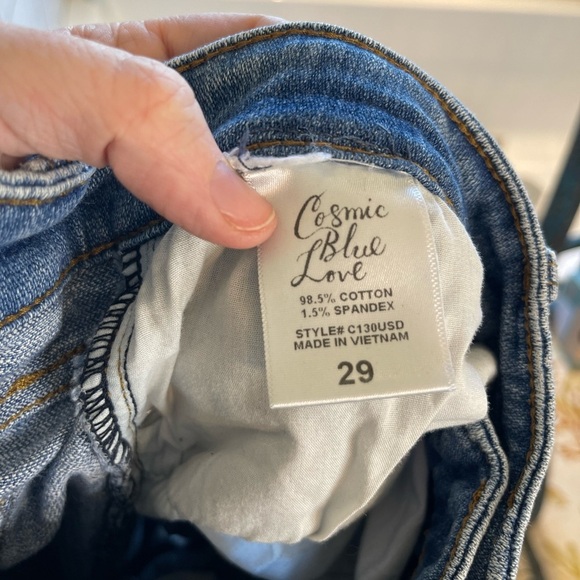 Cosmic
Blue
Love
98.5% COTTON
1.5% SPANDEX
STYLE# C130USD
MADE IN VIETNAM
29